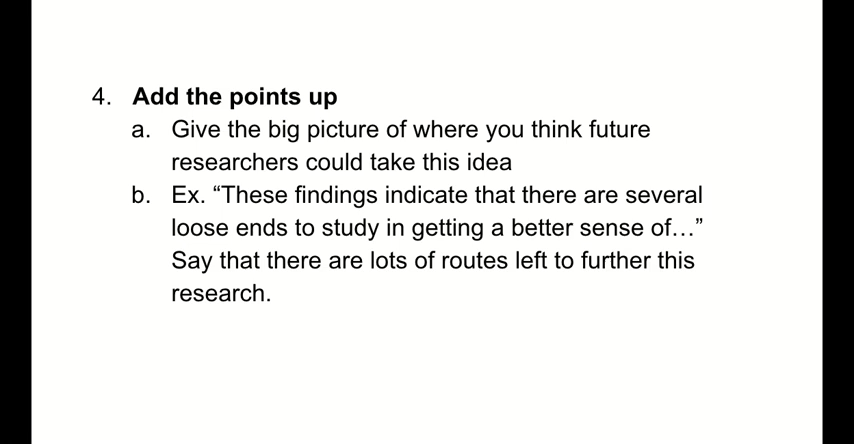 4. Add the points up
a. Give the big picture of where you think future
researchers could take this idea
b. Ex. “These findings indicate that there are several
loose ends to study in getting a better sense of…”
Say that there are lots of routes left to further this
research.